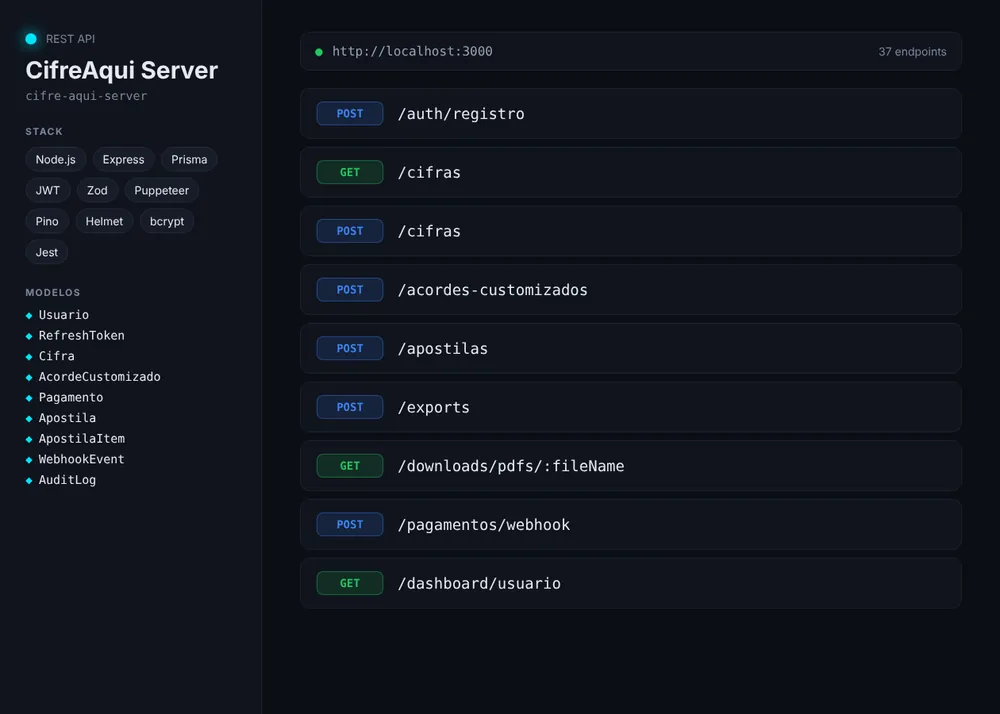 REST API
CifreAqui Server
cifre-aqui-server
STACK
Node.js Express Prisma
JWT Zod Puppeteer
Pino Helmet bcrypt
Jest
MODELOS
Usuario
RefreshToken
Cifra
AcordeCustomizado
Pagamento
Apostila
ApostilaItem
WebhookEvent
AuditLog
http://localhost:3000 37 endpoints
POST /auth/registro
GET /cifras
POST /cifras
POST /acordes-customizados
POST /apostilas
POST /exports
GET /downloads/pdfs/:fileName
POST /pagamentos/webhook
GET /dashboard/usuario